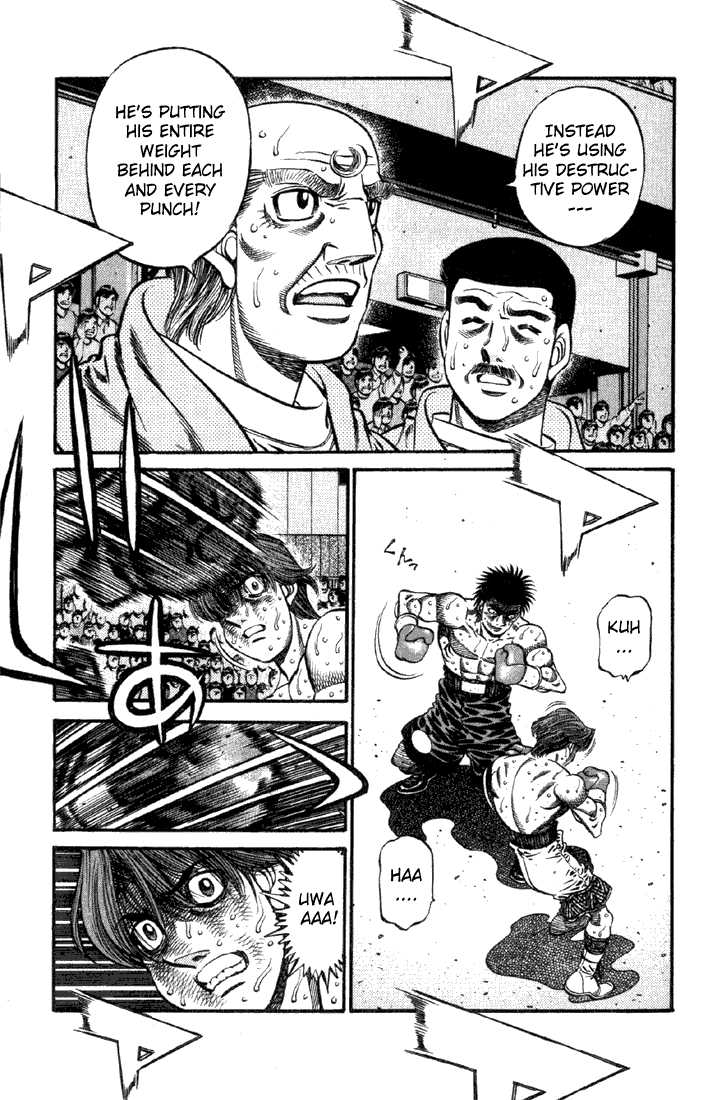 INSTEAD
HE'S USING
HIS DESTRUC-
TIVE POWER
---
HE'S PUTTING
HIS ENTIRE
WEIGHT
BEHIND EACH
AND EVERY
PUNCH!
KUH
...
HAA
....
UWA
AAA!